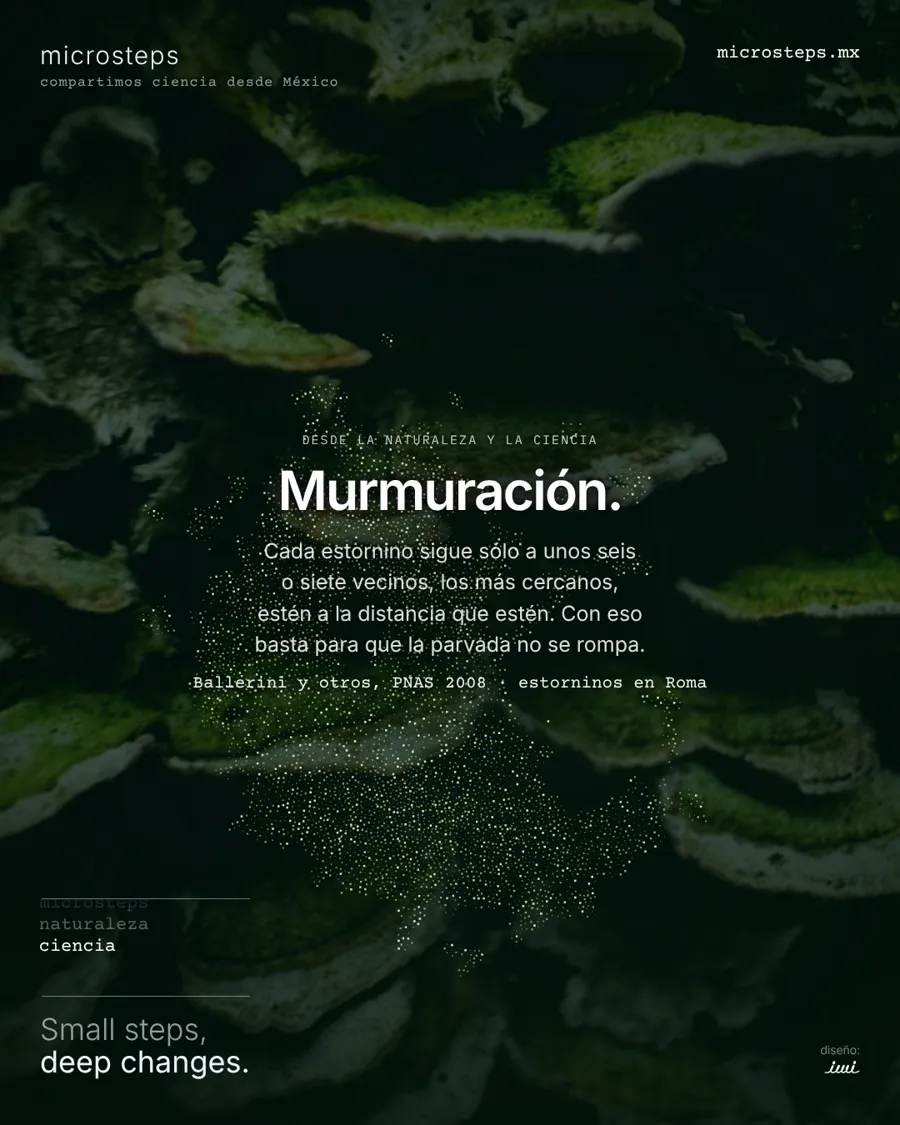 microsteps
compartimos ciencia desde México
microsteps.mx
DESDE LA NATURALEZA Y LA CIENCIA
Murmuración.
Cada estornino sigue sólo a unos seis
o siete vecinos, los más cercanos,
estén a la distancia que estén. Con eso
basta para que la parvada no se rompa.
Ballerini y otros, PNAS 2008 · estorninos en Roma
microsteps
naturaleza
ciencia
Small steps,
deep changes.
diseño: